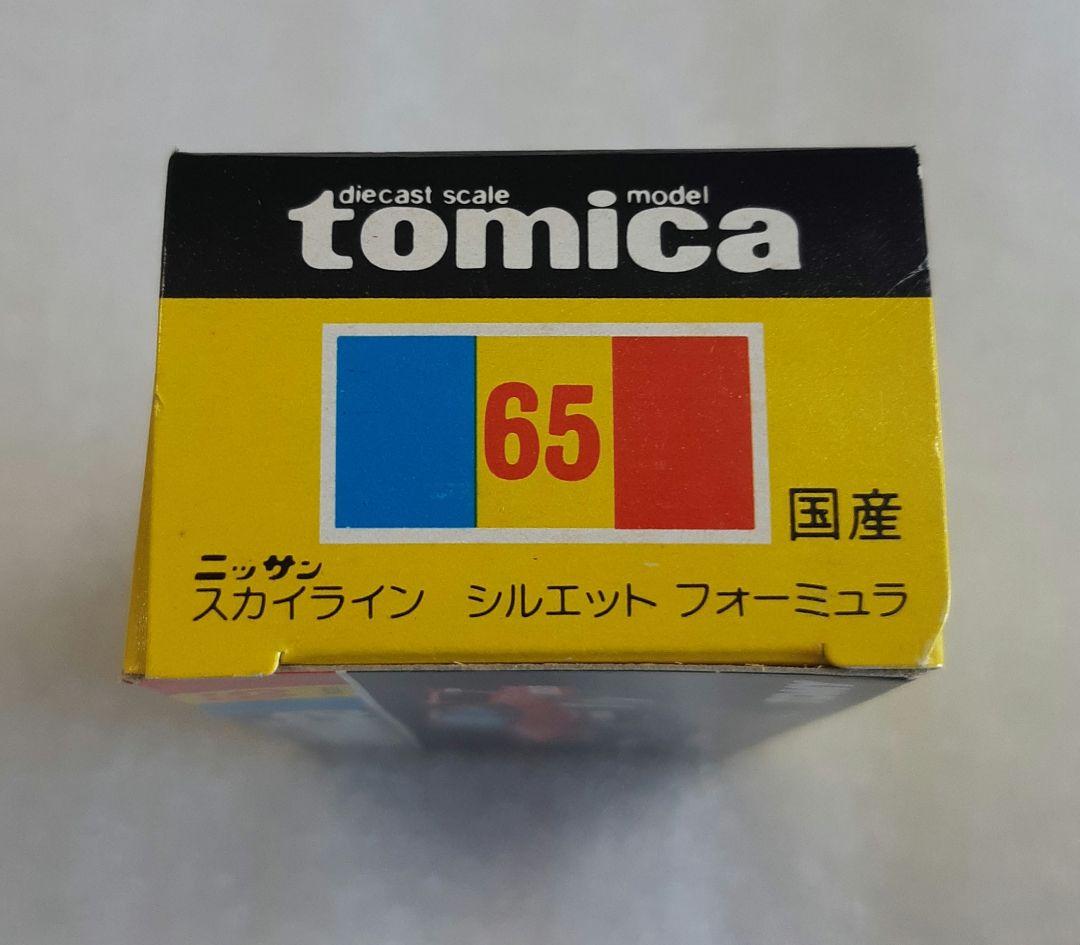 diecast scale model
tomica
65
国産
ニッサン
スカイライン シルエット フォーミュラ